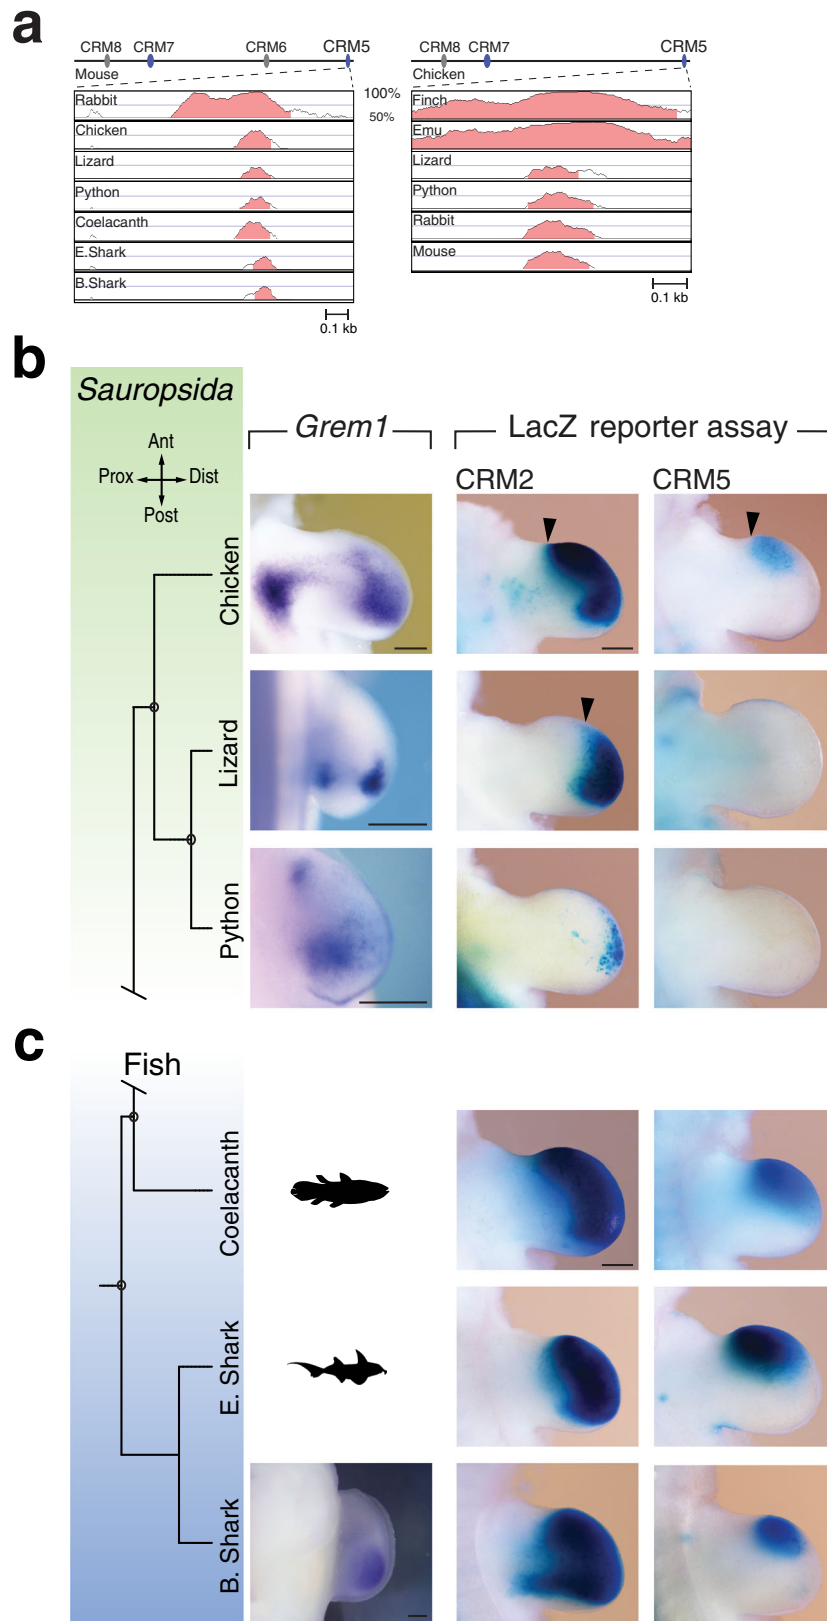 a
CRM8 CRM7 CRM6 CRM5
Mouse
Rabbit
100%
50%
Chicken
Lizard
Python
Coelacanth
E.Shark
B.Shark
0.1 kb
CRM8 CRM7 CRM5
Chicken
Finch
Emu
Lizard
Python
Rabbit
Mouse
0.1 kb
b
Sauropsida
Grem1
LacZ reporter assay
Ant
Prox Dist
Post
CRM2 CRM5
Chicken
Lizard
Python
c
Fish
Coelacanth
E. Shark
B. Shark